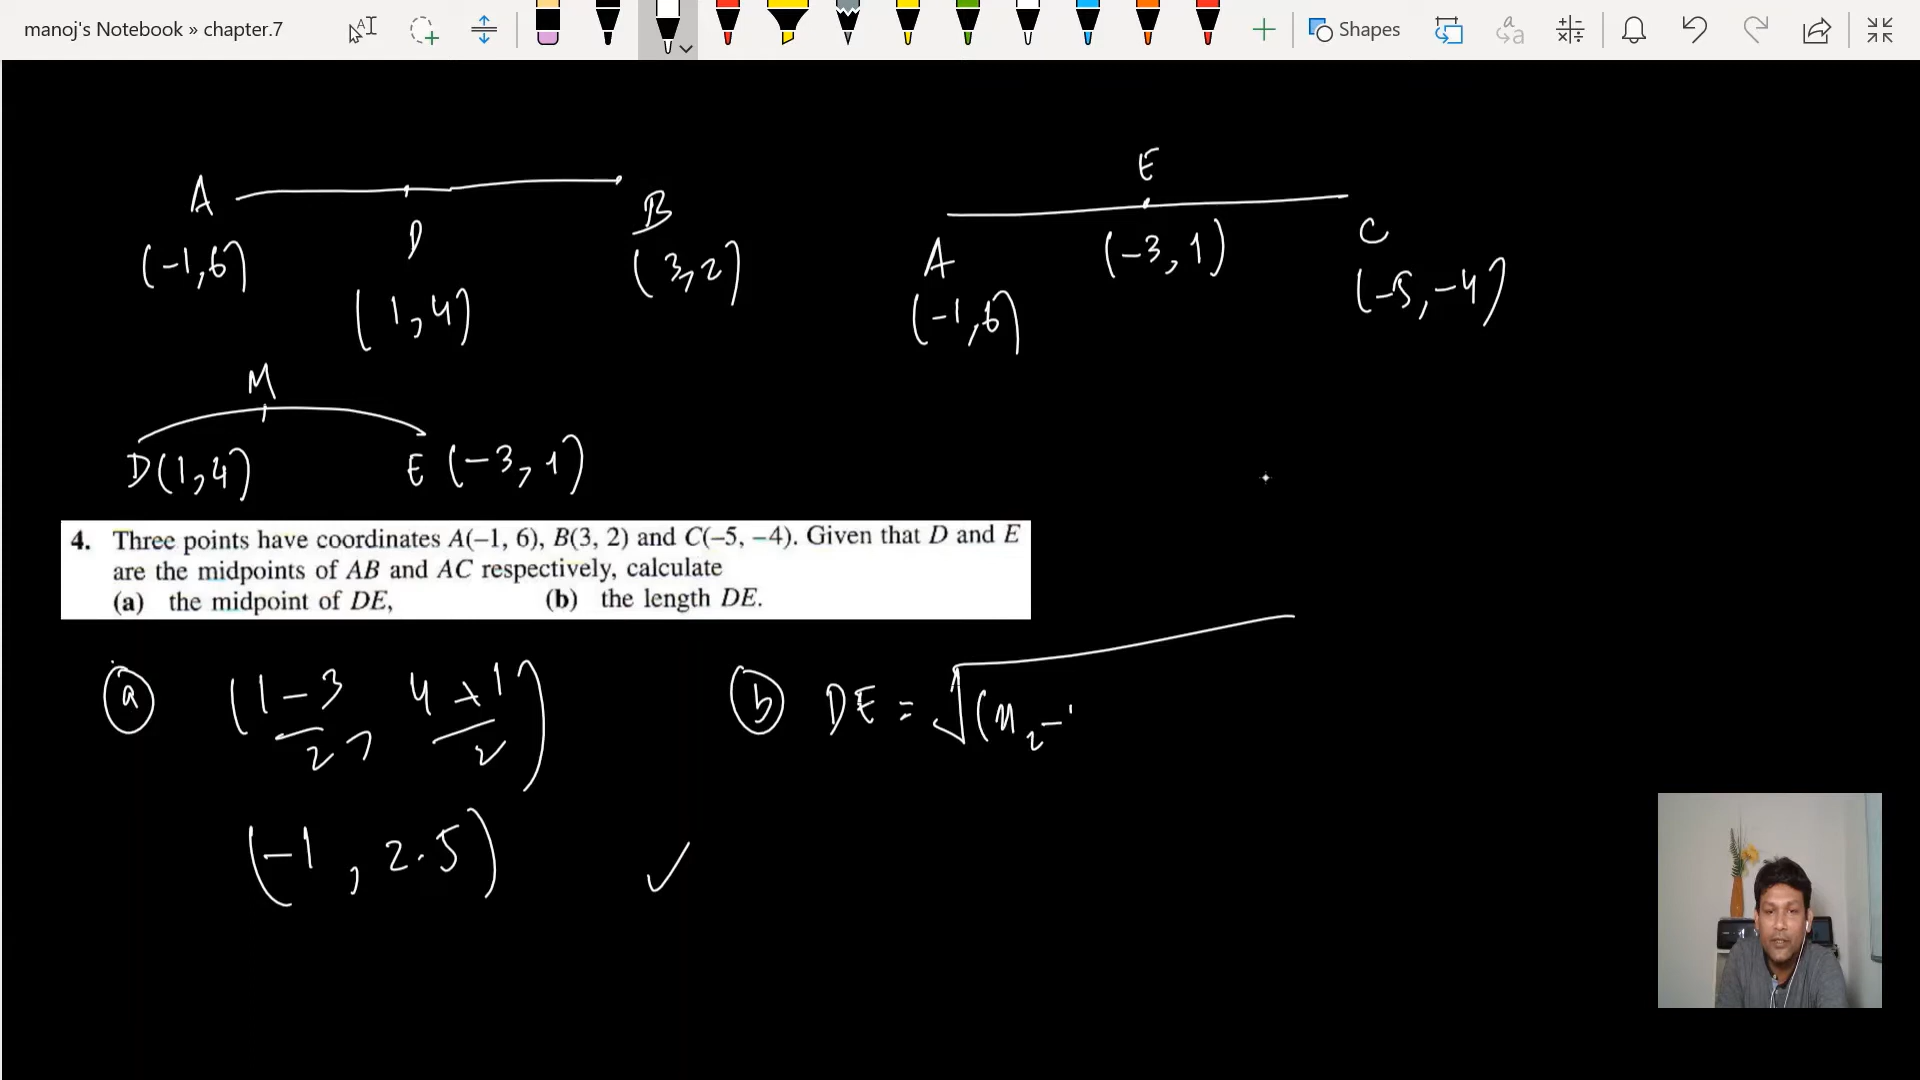 manoj's Notebook » chapter.7
Shapes
A
B
(-1,6)
D
(3,2)
(1,4)
E
A
(-3,1)
C
(-1,6)
(-5,-4)
M
D(1,4) E (-3,1)
4. Three points have coordinates A(–1, 6), B(3, 2) and C(–5, –4). Given that D and E
are the midpoints of AB and AC respectively, calculate
(a) the midpoint of DE, (b) the length DE.
a (1-3/2, 4+1/2)
(-1, 2.5)
b DE = √(x₂-